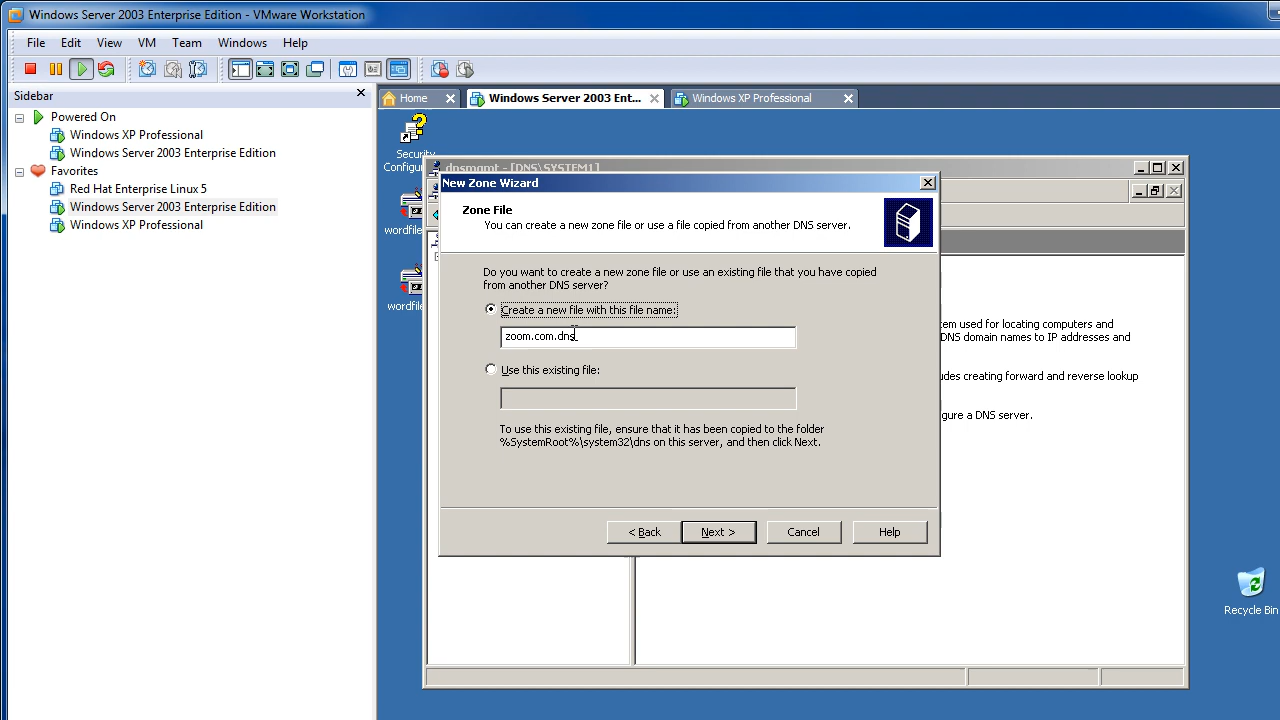 Windows Server 2003 Enterprise Edition - VMware Workstation
File Edit View VM Team Windows Help
Sidebar
Powered On
Windows XP Professional
Windows Server 2003 Enterprise Edition
Favorites
Red Hat Enterprise Linux 5
Windows Server 2003 Enterprise Edition
Windows XP Professional
Home
Windows Server 2003 Ent...
Windows XP Professional
Security
Configur
wordfil
wordfil
dnsmgmt - [DNS\SYSTEM1]
New Zone Wizard
Zone File
You can create a new zone file or use a file copied from another DNS server.
Do you want to create a new zone file or use an existing file that you have copied
from another DNS server?
Create a new file with this file name:
zoom.com.dns
Use this existing file:
To use this existing file, ensure that it has been copied to the folder
%SystemRoot%\system32\dns on this server, and then click Next.
< Back
Next >
Cancel
Help
em used for locating computers and
DNS domain names to IP addresses and
udes creating forward and reverse lookup
gure a DNS server.
Recycle Bin